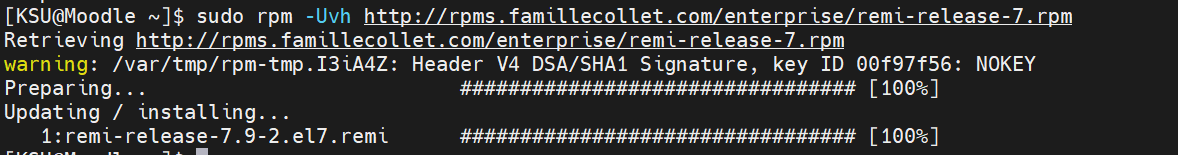 [KSU@Moodle ~]$ sudo rpm -Uvh http://rpms.famillecollet.com/enterprise/remi-release-7.rpm
Retrieving http://rpms.famillecollet.com/enterprise/remi-release-7.rpm
warning: /var/tmp/rpm-tmp.I3iA4Z: Header V4 DSA/SHA1 Signature, key ID 00f97f56: NOKEY
Preparing...                          ################################# [100%]
Updating / installing...
   1:remi-release-7.9-2.el7.remi      ################################# [100%]
[KSU@Moodle ~]$